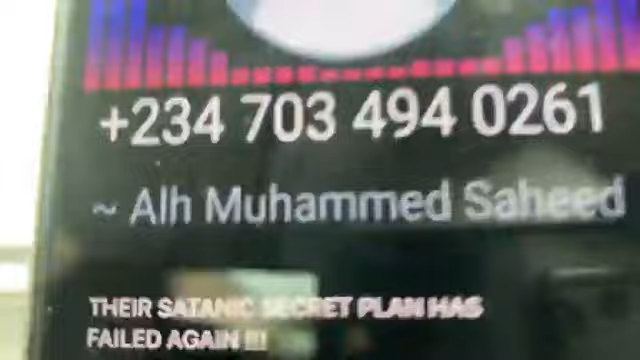 +234 703 494 0261
~ Alh Muhammed Saheed
THEIR SATANIC SECRET PLAN HAS
FAILED AGAIN !!!